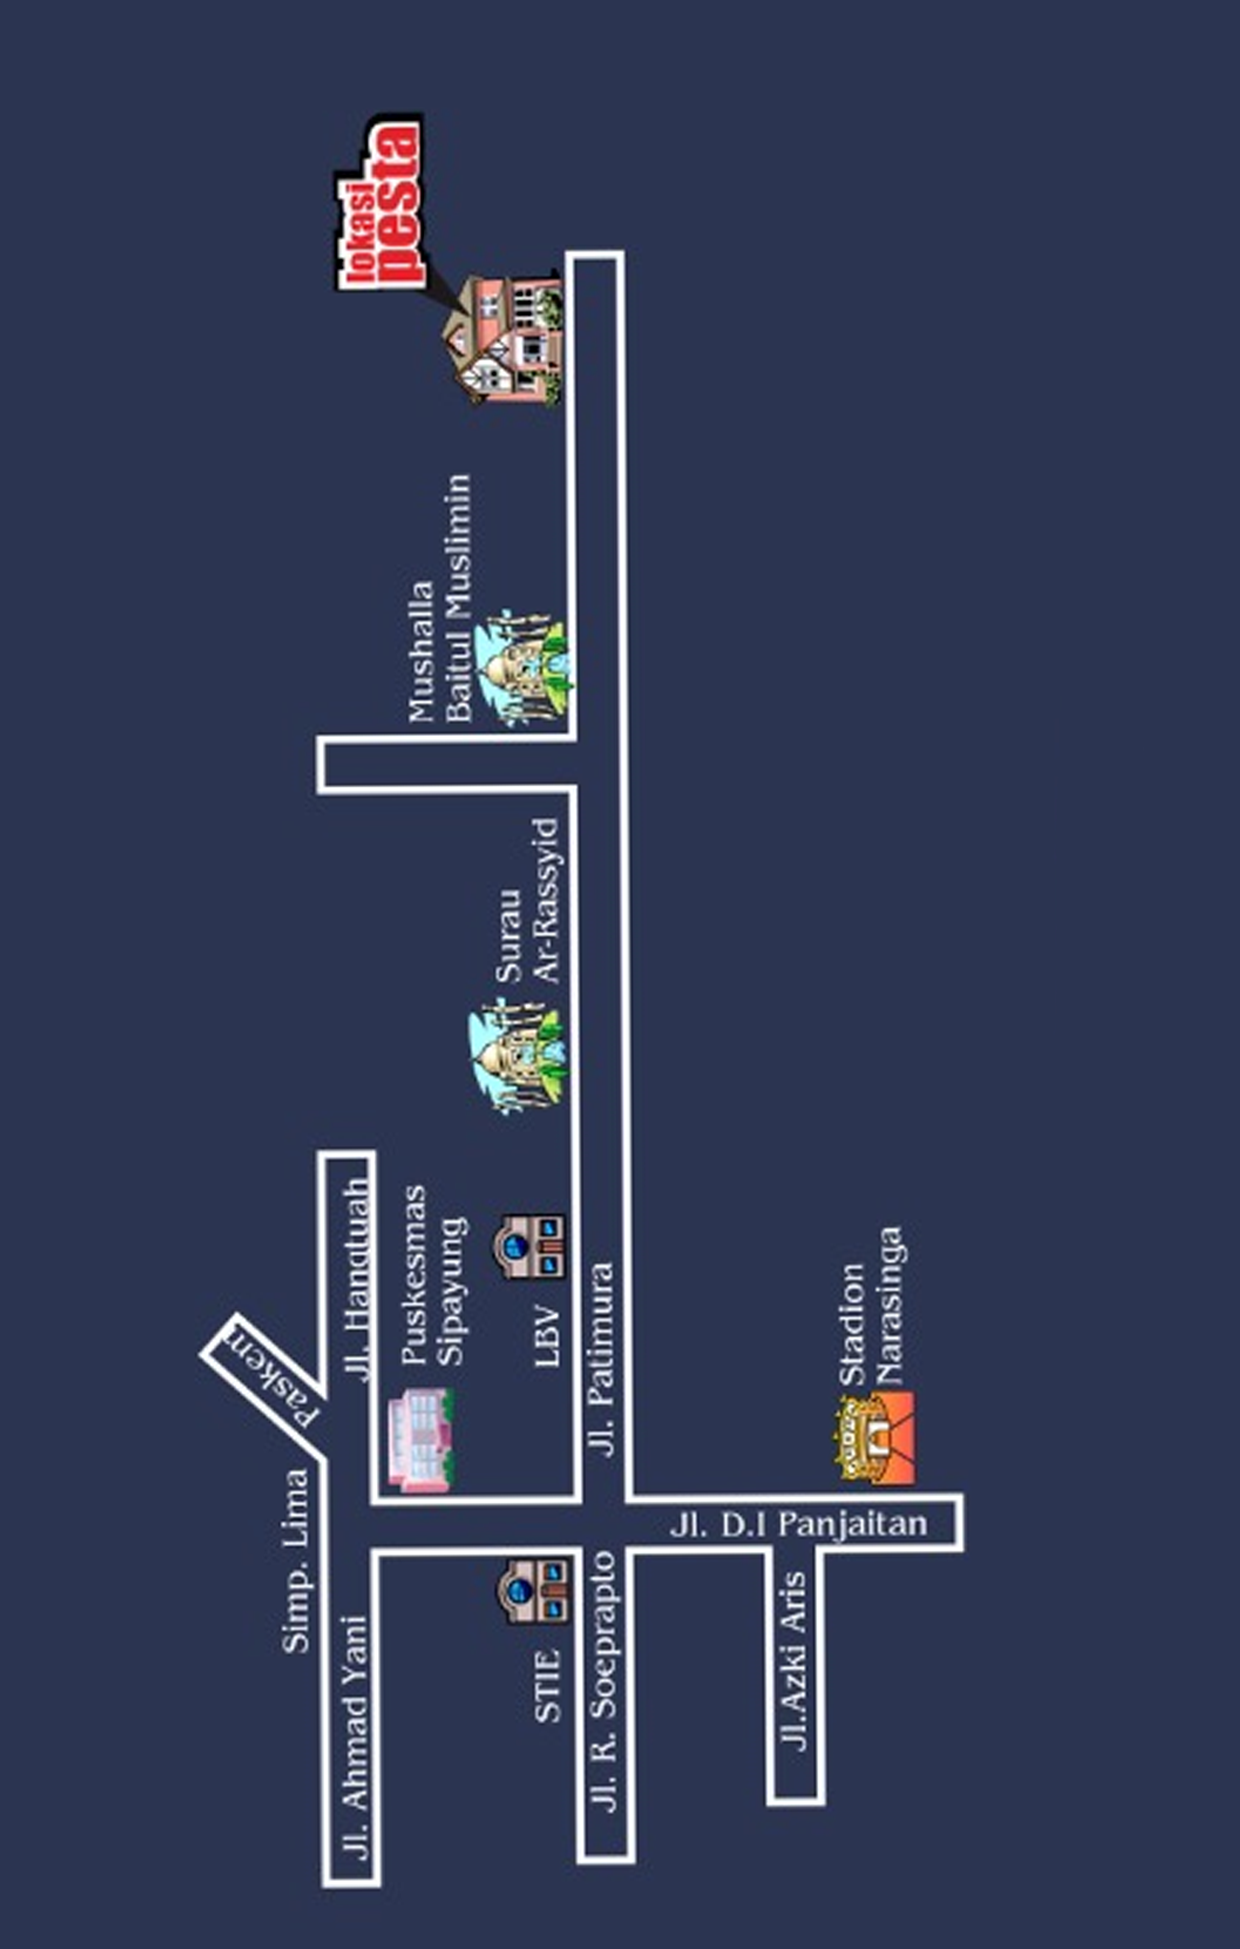 Simp. Lima
Paskem
Jl. Ahmad Yani
Jl. Hangtuah
Puskesmas
Sipayung
Mushalla
Baitul Muslimin
lokasi
pesta
STIE
LBV
Surau
Ar-Rassyid
Jl. R. Soeprapto
Jl. Patimura
Jl. D.I Panjaitan
Jl.Azki Aris
Stadion
Narasinga